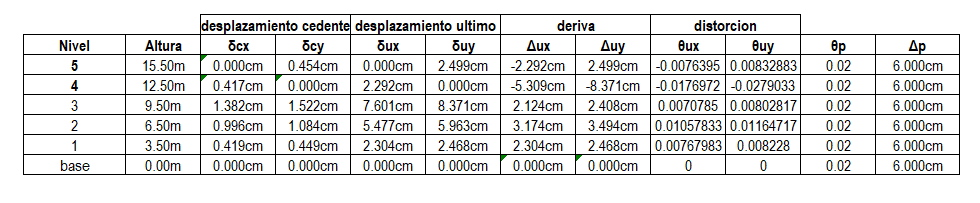 desplazamiento cedente desplazamiento ultimo deriva distorcion
Nivel Altura δcx δcy δux δuy Δux Δuy θux θuy θp Δp
5 15.50m 0.000cm 0.454cm 0.000cm 2.499cm -2.292cm 2.499cm -0.0076395 0.00832883 0.02 6.000cm
4 12.50m 0.417cm 0.000cm 2.292cm 0.000cm -5.309cm -8.371cm -0.0176972 -0.0279033 0.02 6.000cm
3 9.50m 1.382cm 1.522cm 7.601cm 8.371cm 2.124cm 2.408cm 0.0070785 0.00802817 0.02 6.000cm
2 6.50m 0.996cm 1.084cm 5.477cm 5.963cm 3.174cm 3.494cm 0.01057833 0.01164717 0.02 6.000cm
1 3.50m 0.419cm 0.449cm 2.304cm 2.468cm 2.304cm 2.468cm 0.00767983 0.008228 0.02 6.000cm
base 0.00m 0.000cm 0.000cm 0.000cm 0.000cm 0.000cm 0.000cm 0 0 0.02 6.000cm